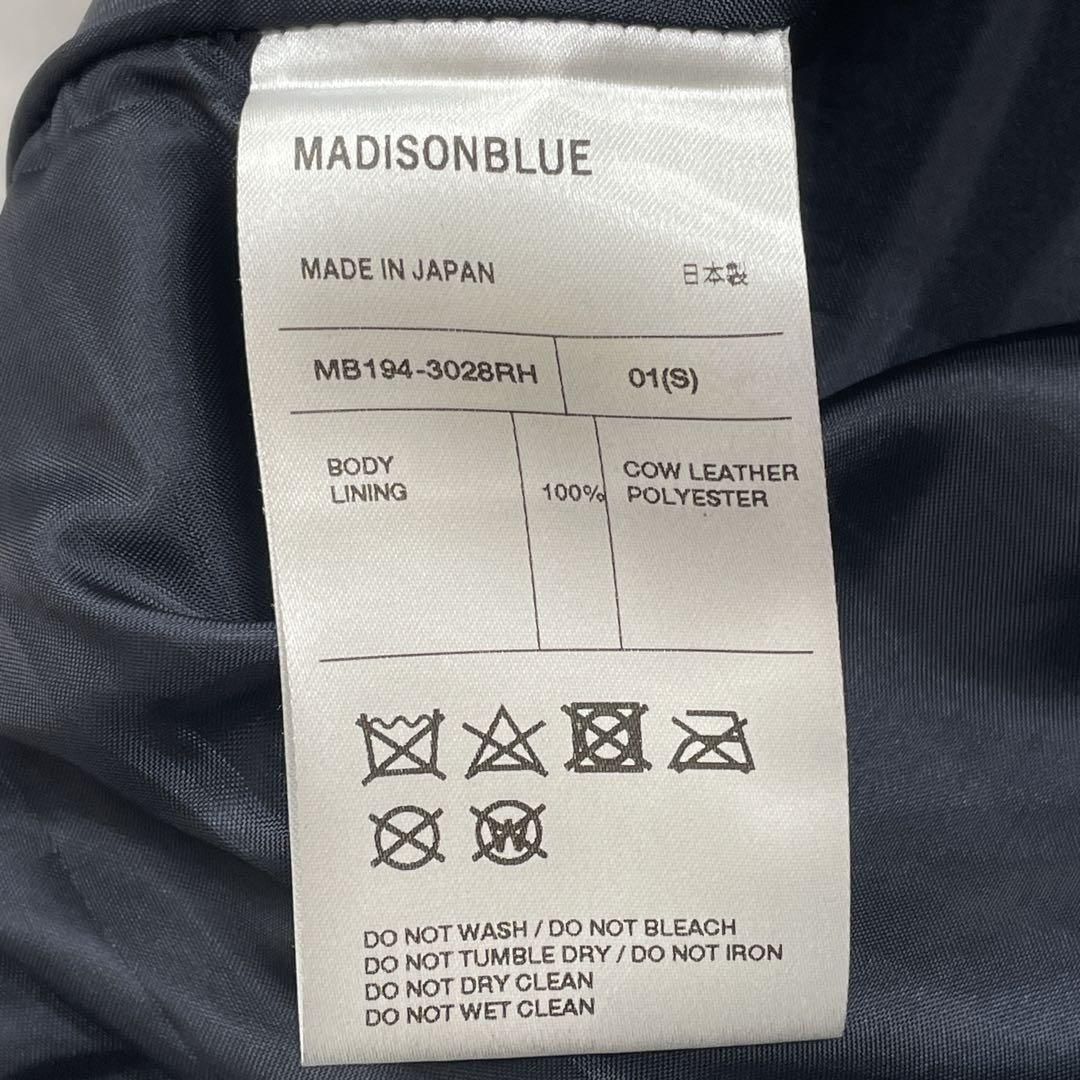 MADISONBLUE
MADE IN JAPAN 日本製
MB194-3028RH 01(S)
BODY COW LEATHER
LINING 100% POLYESTER
W
DO NOT WASH / DO NOT BLEACH
DO NOT TUMBLE DRY / DO NOT IRON
DO NOT DRY CLEAN
DO NOT WET CLEAN